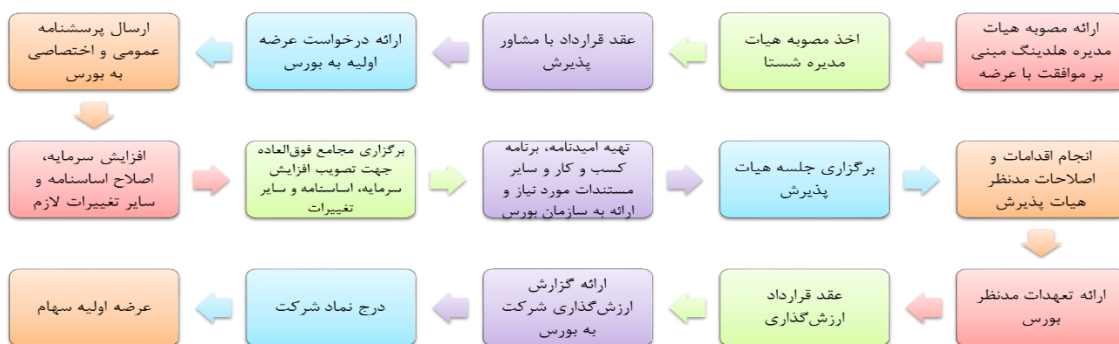 ارائه مصوبه هیات
مدیره هلدینگ مبنی
بر موافقت با عرضه
اخذ مصوبه هیات
مدیره شستا
عقد قرارداد با مشاور
پذیرش
ارائه درخواست عرضه
اولیه به بورس
ارسال پرسشنامه
عمومی و اختصاصی
به بورس
افزایش سرمایه،
اصلاح اساسنامه و
سایر تغییرات لازم
برگزاری مجامع فوق‌العاده
جهت تصویب افزایش
سرمایه، اساسنامه و سایر
تغییرات
تهیه امیدنامه، برنامه
کسب و کار و سایر
مستندات مورد نیاز و
ارائه به سازمان بورس
برگزاری جلسه هیات
پذیرش
انجام اقدامات و
اصلاحات مدنظر
هیات پذیرش
ارائه تعهدات مدنظر
بورس
عقد قرارداد
ارزش‌گذاری
ارائه گزارش
ارزش‌گذاری شرکت
به بورس
درج نماد شرکت
عرضه اولیه سهام